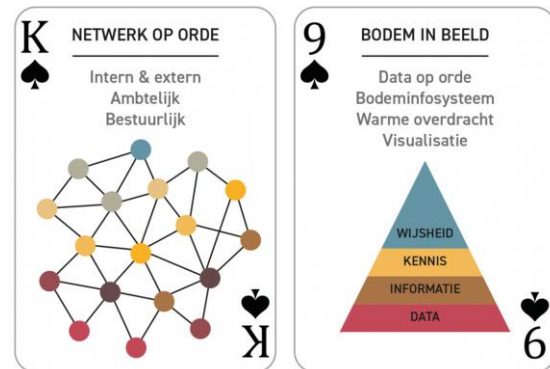 K
NETWERK OP ORDE
Intern & extern
Ambtelijk
Bestuurlijk
K
9
BODEM IN BEELD
Data op orde
Bodeminfosysteem
Warme overdracht
Visualisatie
WIJSHEID
KENNIS
INFORMATIE
DATA
9